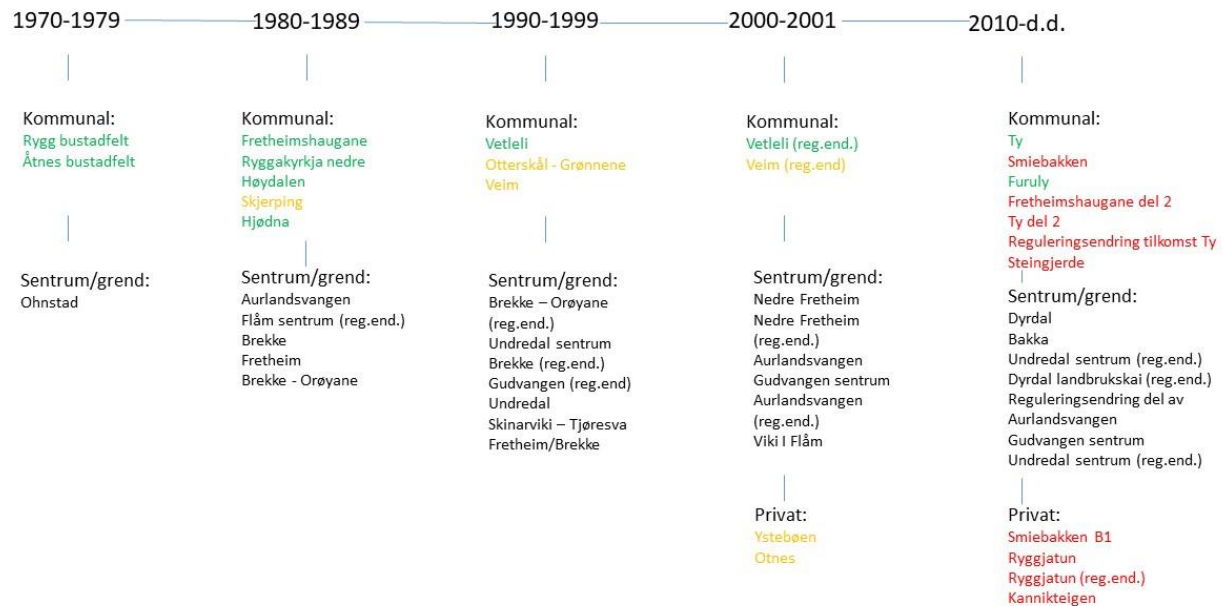 1970-1979
1980-1989
1990-1999
2000-2001
2010-d.d.
Kommunal:
Rygg bustadfelt
Åtnes bustadfelt
Sentrum/grend:
Ohnstad
Kommunal:
Fretheimshaugane
Ryggakyrkja nedre
Høydalen
Skjerping
Hjødna
Sentrum/grend:
Aurlandsvangen
Flåm sentrum (reg.end.)
Brekke
Fretheim
Brekke - Orøyane
Kommunal:
Vetleli
Otterskål - Grønnene
Veim
Sentrum/grend:
Brekke – Orøyane
(reg.end.)
Undredal sentrum
Brekke (reg.end.)
Gudvangen (reg.end)
Undredal
Skinarviki – Tjøresva
Fretheim/Brekke
Kommunal:
Vetleli (reg.end.)
Veim (reg.end)
Sentrum/grend:
Nedre Fretheim
Nedre Fretheim
(reg.end.)
Aurlandsvangen
Gudvangen sentrum
Aurlandsvangen
(reg.end.)
Viki I Flåm
Privat:
Ystebøen
Otnes
Kommunal:
Ty
Smiebakken
Furuly
Fretheimshaugane del 2
Ty del 2
Reguleringsendring tilkomst Ty
Steingjerde
Sentrum/grend:
Dyrdal
Bakka
Undredal sentrum (reg.end.)
Dyrdal landbrukskai (reg.end.)
Reguleringsendring del av
Aurlandsvangen
Gudvangen sentrum
Undredal sentrum (reg.end.)
Privat:
Smiebakken B1
Ryggjatun
Ryggjatun (reg.end.)
Kannikteigen